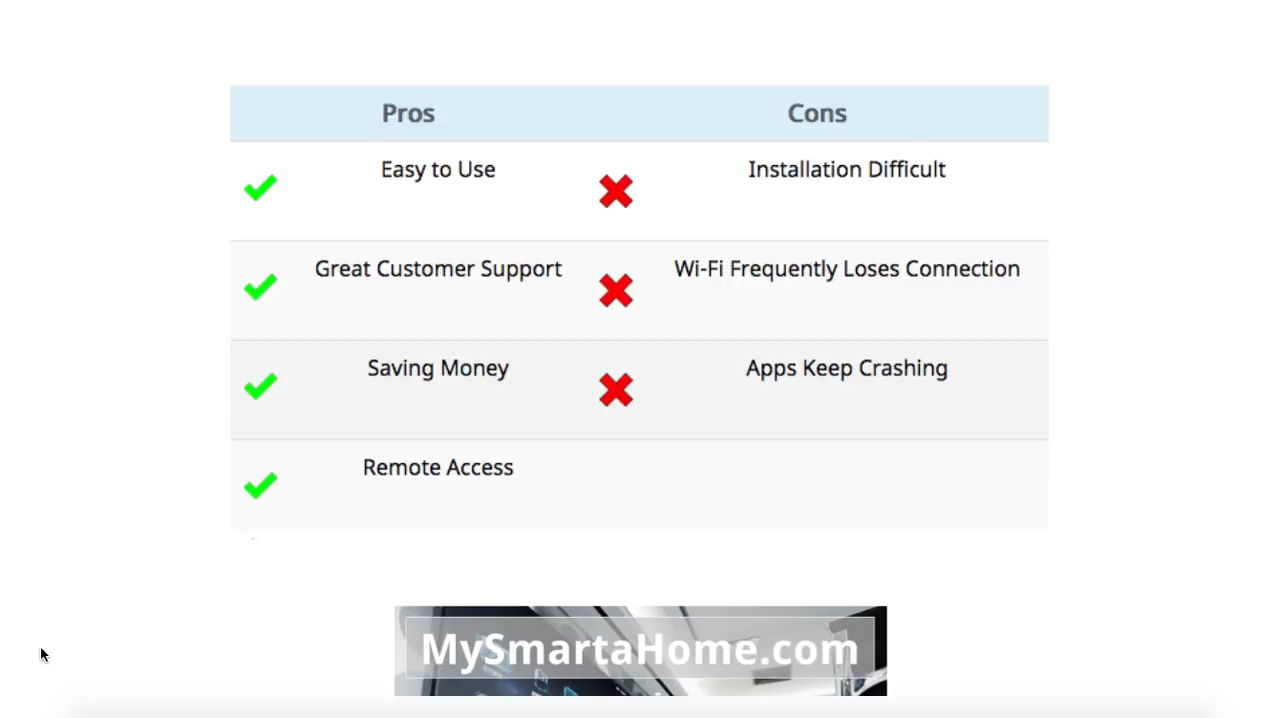 Pros Cons
Easy to Use Installation Difficult
Great Customer Support Wi-Fi Frequently Loses Connection
Saving Money Apps Keep Crashing
Remote Access
MySmartaHome.com